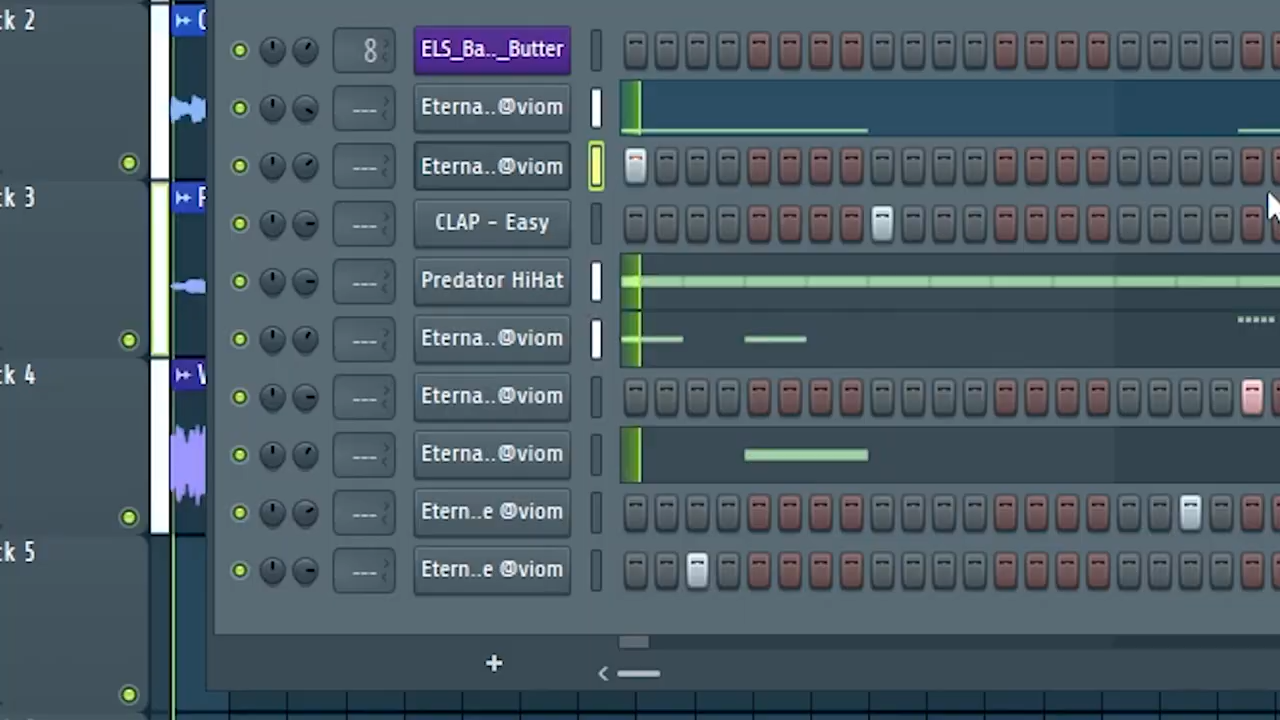 ck 2
8 ELS_Ba.._Butter
--- Eterna..@viom
--- Eterna..@viom
ck 3
--- CLAP - Easy
--- Predator HiHat
--- Eterna..@viom
ck 4
--- Eterna..@viom
--- Eterna..@viom
--- Etern..e @viom
ck 5
--- Etern..e @viom
+